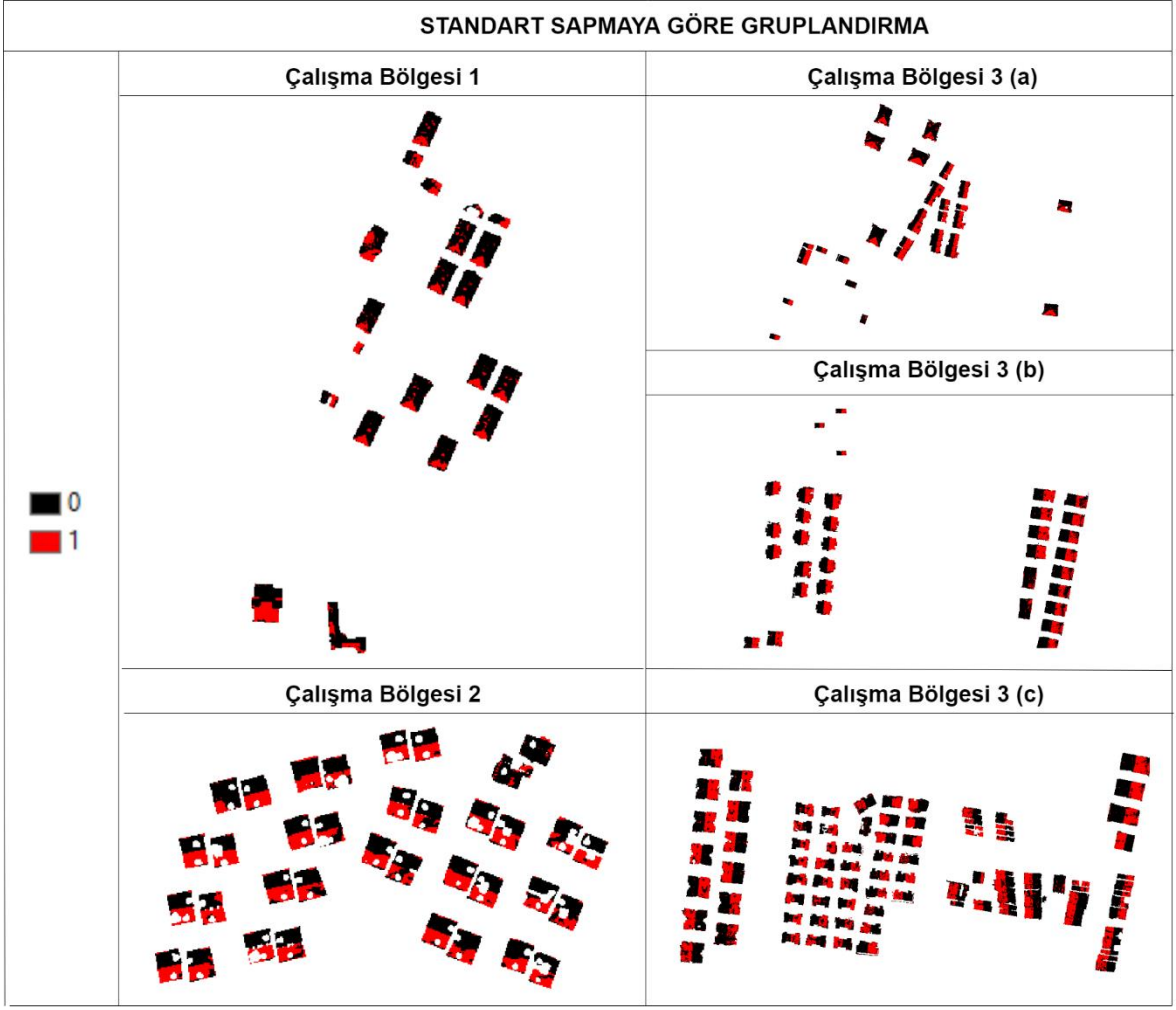 STANDART SAPMAYA GÖRE GRUPLANDIRMA
Çalışma Bölgesi 1
Çalışma Bölgesi 3 (a)
Çalışma Bölgesi 3 (b)
0
1
Çalışma Bölgesi 2
Çalışma Bölgesi 3 (c)